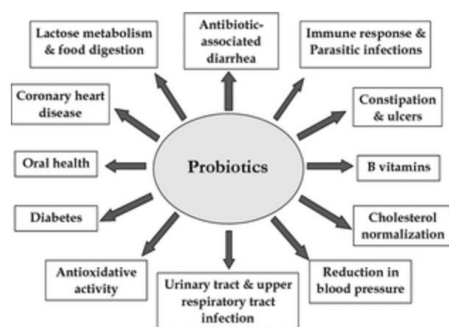 Antibiotic-
associated
diarrhea
Lactose metabolism
& food digestion
Immune response &
Parasitic infections
Coronary heart
disease
Constipation
& ulcers
Oral health
Probiotics
B vitamins
Diabetes
Cholesterol
normalization
Antioxidative
activity
Urinary tract & upper
respiratory tract
infection
Reduction in
blood pressure